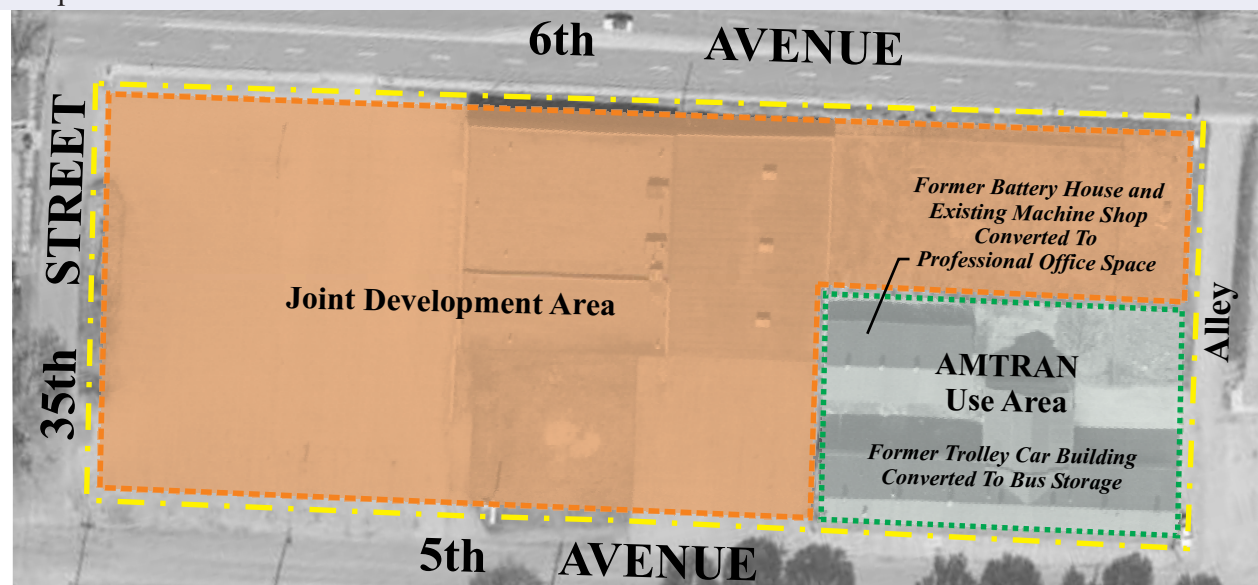 6th AVENUE
35th STREET
Former Battery House and
Existing Machine Shop
Converted To
Professional Office Space
Joint Development Area
Alley
AMTRAN
Use Area
Former Trolley Car Building
Converted To Bus Storage
5th AVENUE